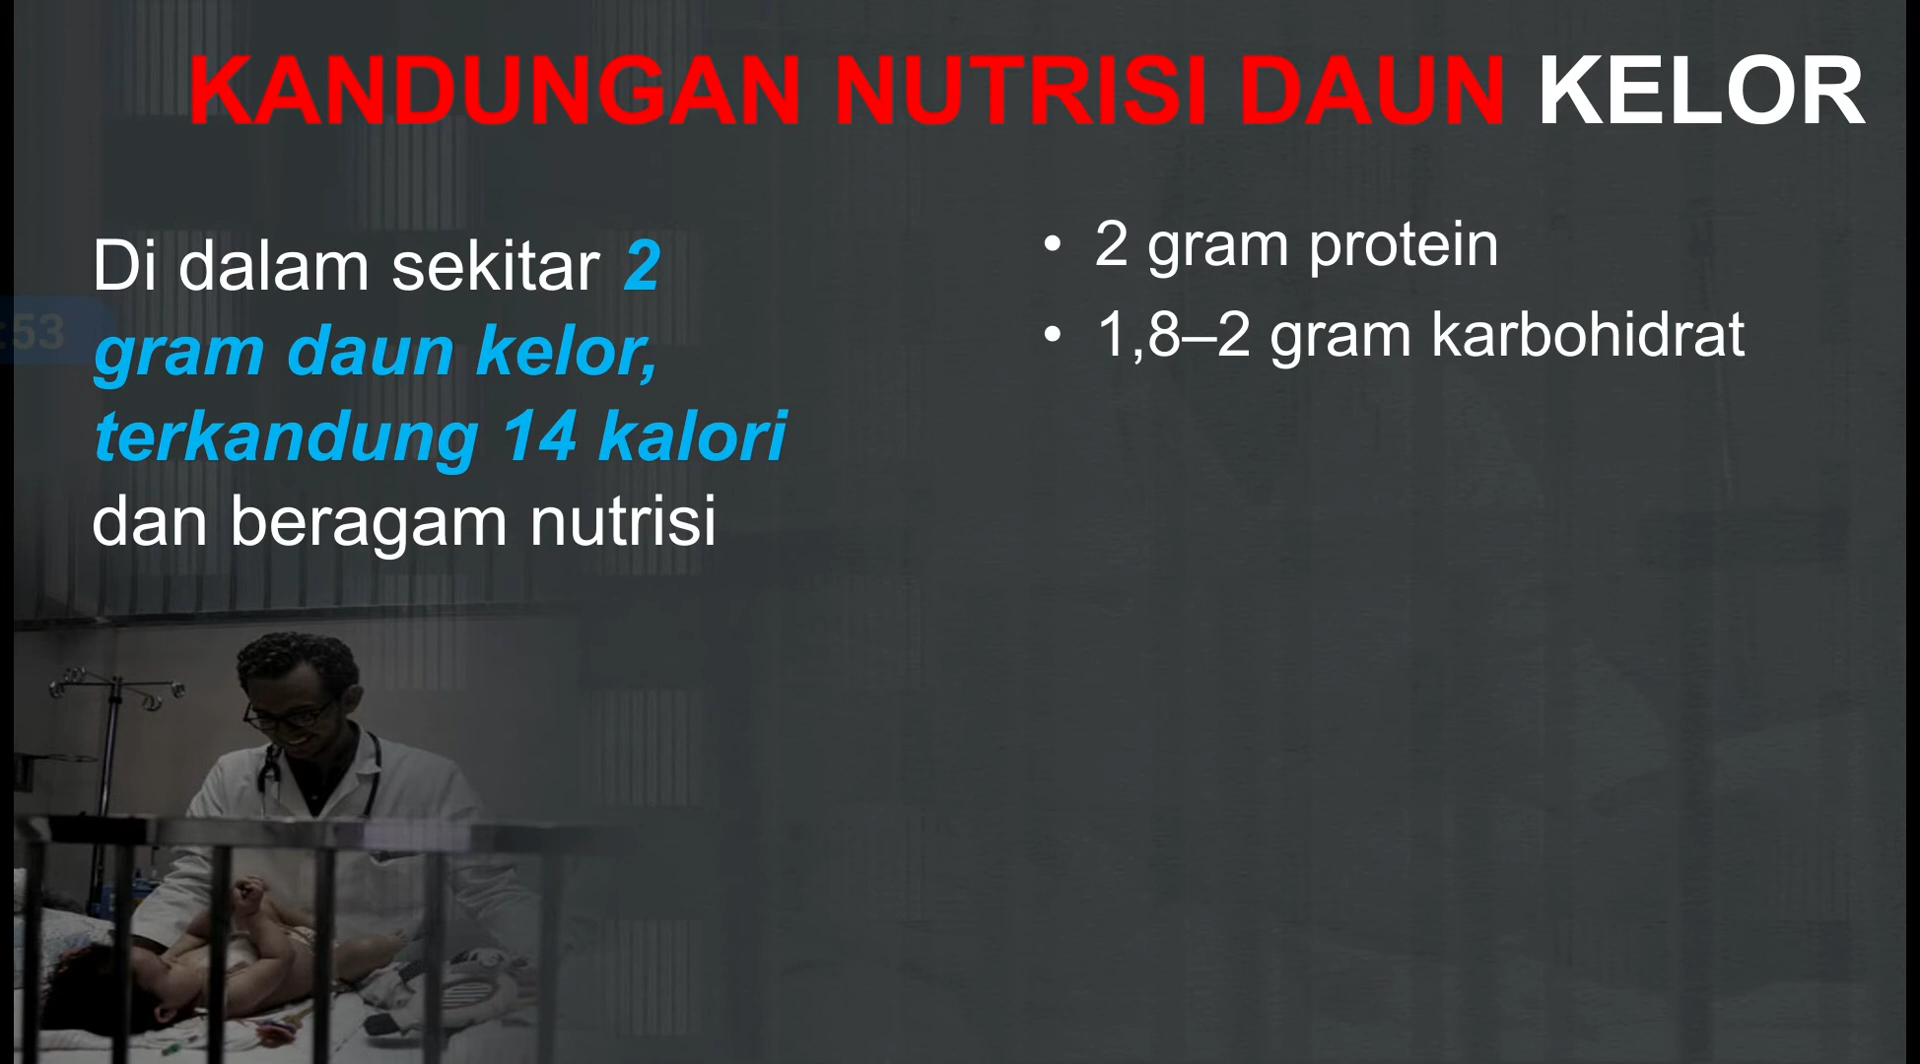 KANDUNGAN NUTRISI DAUN KELOR
Di dalam sekitar 2
gram daun kelor,
terkandung 14 kalori
dan beragam nutrisi
• 2 gram protein
• 1,8–2 gram karbohidrat
:53